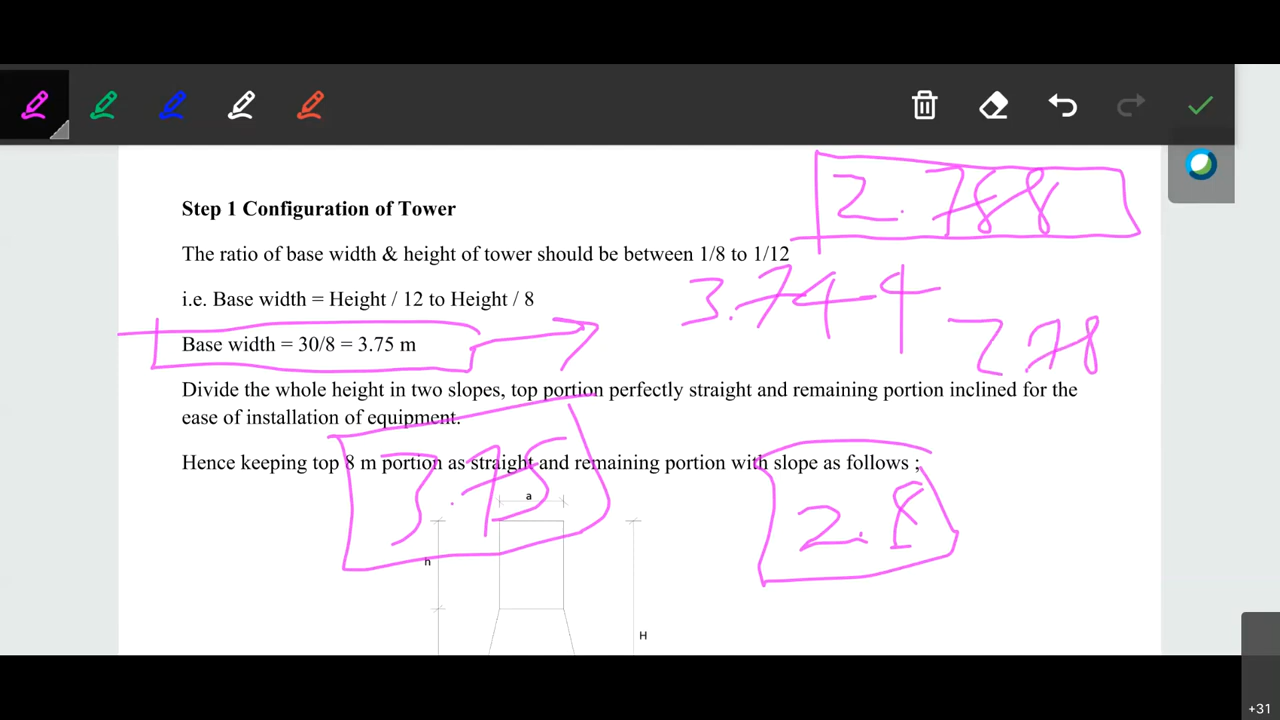 2.788
Step 1 Configuration of Tower
The ratio of base width & height of tower should be between 1/8 to 1/12
i.e. Base width = Height / 12 to Height / 8
3.744
Base width = 30/8 = 3.75 m
2.78
Divide the whole height in two slopes, top portion perfectly straight and remaining portion inclined for the
ease of installation of equipment.
Hence keeping top 8 m portion as straight and remaining portion with slope as follows ;
3.75
2.8
a
h
H
+31